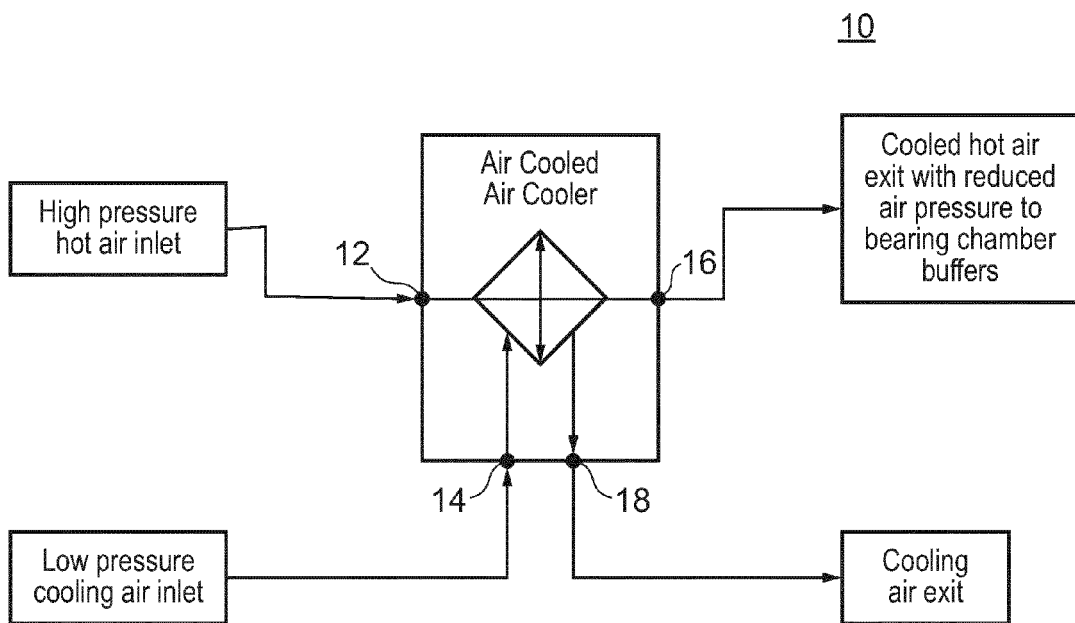 10
Air Cooled
Air Cooler
Cooled hot air
exit with reduced
air pressure to
bearing chamber
buffers
High pressure
hot air inlet
12
16
14
18
Low pressure
cooling air inlet
Cooling
air exit